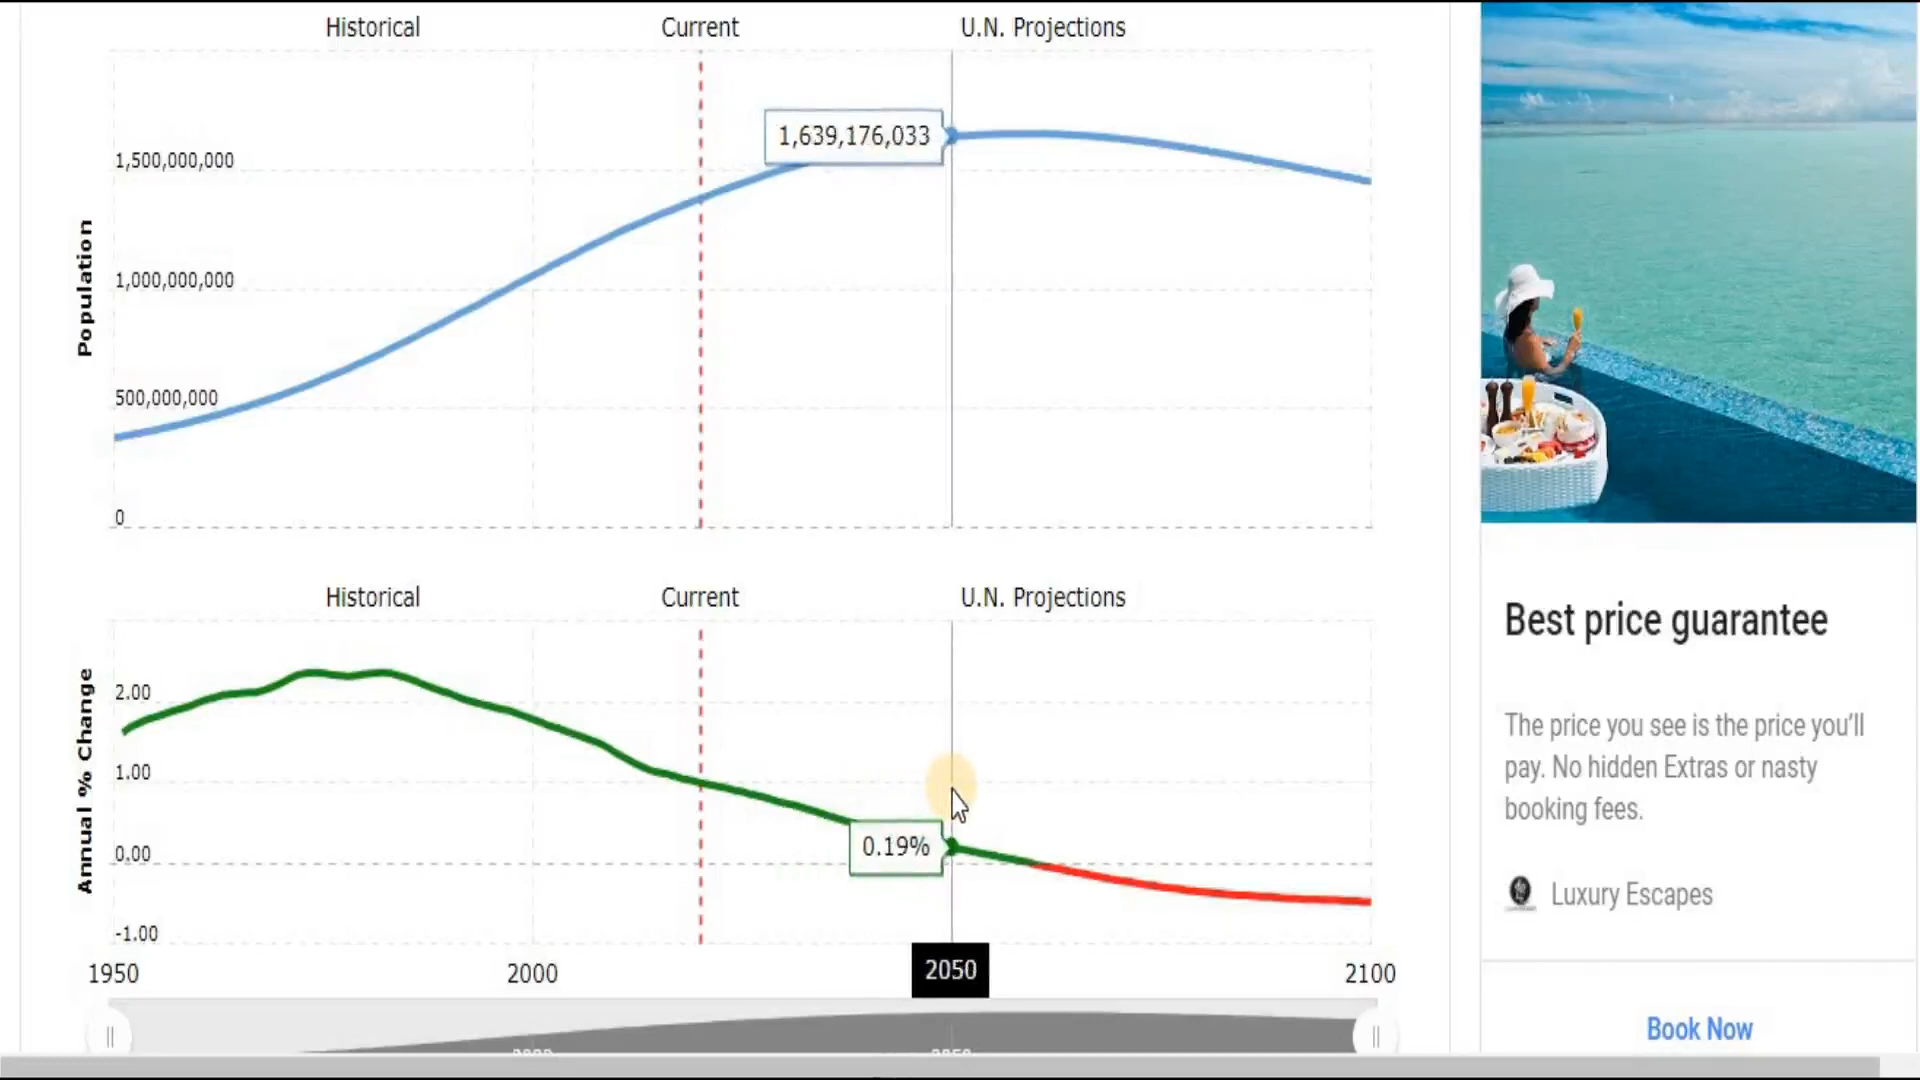 Historical
Current
U.N. Projections
1,639,176,033
1,500,000,000
1,000,000,000
500,000,000
0
Population
Historical
Current
U.N. Projections
2.00
1.00
0.00
-1.00
0.19%
Annual % Change
1950
2000
2050
2100
Best price guarantee
The price you see is the price you’ll
pay. No hidden Extras or nasty
booking fees.
Luxury Escapes
Book Now